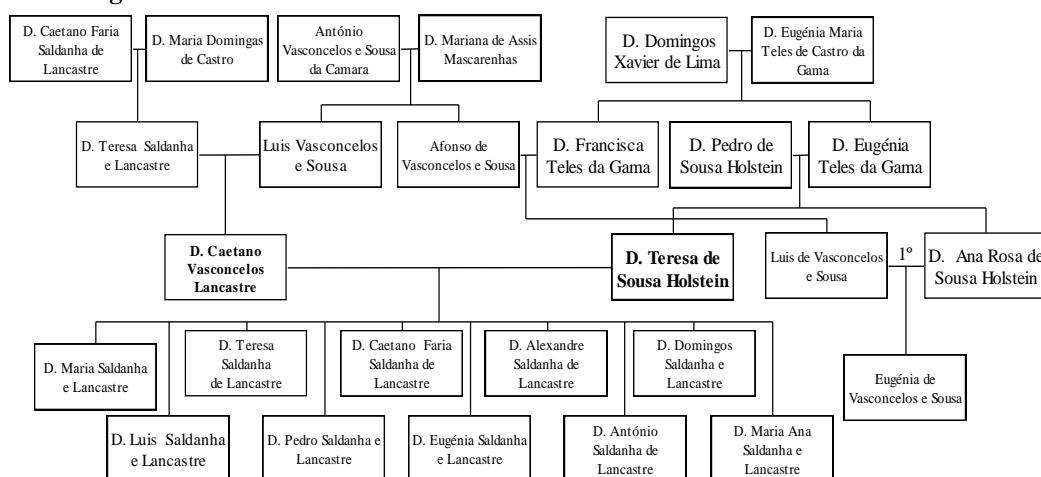 D. Caetano Faria
Saldanha de
Lancastre
D. Maria Domingas
de Castro
António
Vasconcelos e Sousa
da Camara
D. Mariana de Assis
Mascarenhas
D. Domingos
Xavier de Lima
D. Eugénia Maria
Teles de Castro da
Gama
D. Teresa Saldanha
e Lancastre
Luis Vasconcelos
e Sousa
Afonso de
Vasconcelos e Sousa
D. Francisca
Teles da Gama
D. Pedro de
Sousa Holstein
D. Eugénia
Teles da Gama
D. Caetano
Vasconcelos
Lancastre
D. Teresa de
Sousa Holstein
Luis de Vasconcelos
e Sousa
1º
D. Ana Rosa de
Sousa Holstein
D. Maria Saldanha
e Lancastre
D. Teresa
Saldanha
de Lancastre
D. Caetano Faria
Saldanha de
Lancastre
D. Alexandre
Saldanha de
Lancastre
D. Domingos
Saldanha e
Lancastre
Eugénia de
Vasconcelos e Sousa
D. Luis Saldanha
e Lancastre
D. Pedro Saldanha e
Lancastre
D. Eugénia Saldanha
e Lancastre
D. António
Saldanha de
Lancastre
D. Maria Ana
Saldanha e
Lancastre